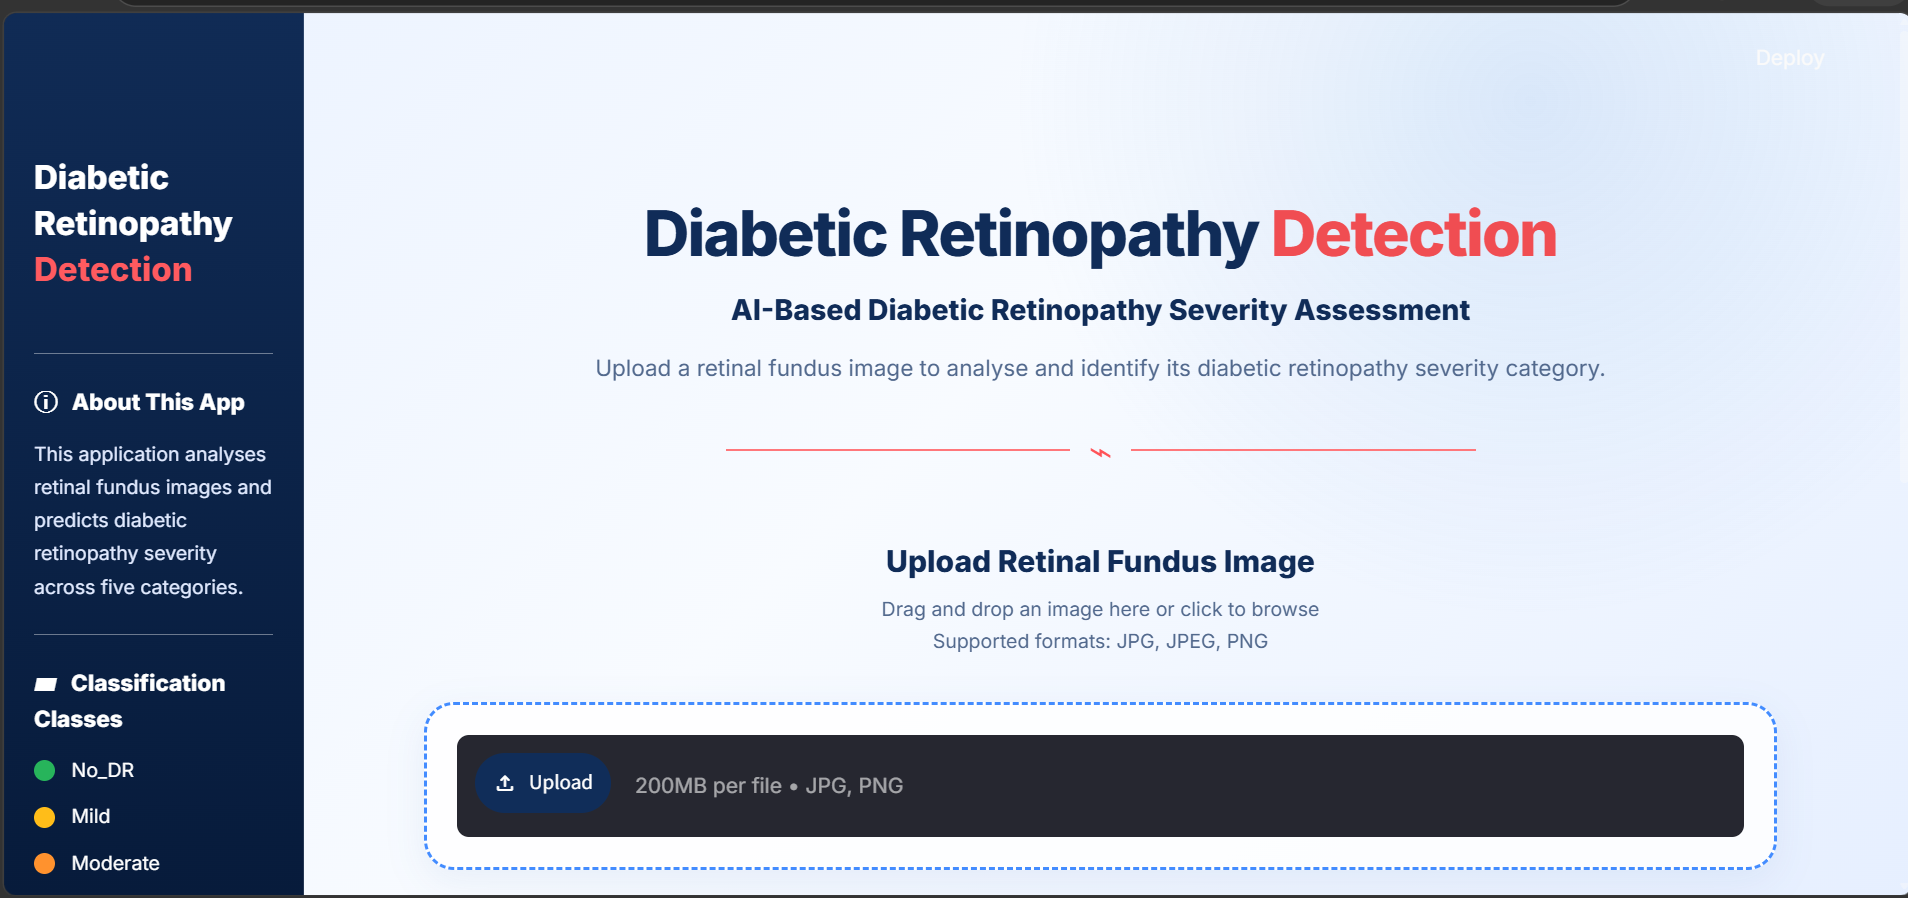 Deploy
Diabetic
Retinopathy
Detection
About This App
This application analyses
retinal fundus images and
predicts diabetic
retinopathy severity
across five categories.
Classification
Classes
No_DR
Mild
Moderate
Diabetic Retinopathy Detection
AI-Based Diabetic Retinopathy Severity Assessment
Upload a retinal fundus image to analyse and identify its diabetic retinopathy severity category.
Upload Retinal Fundus Image
Drag and drop an image here or click to browse
Supported formats: JPG, JPEG, PNG
Upload 200MB per file • JPG, PNG